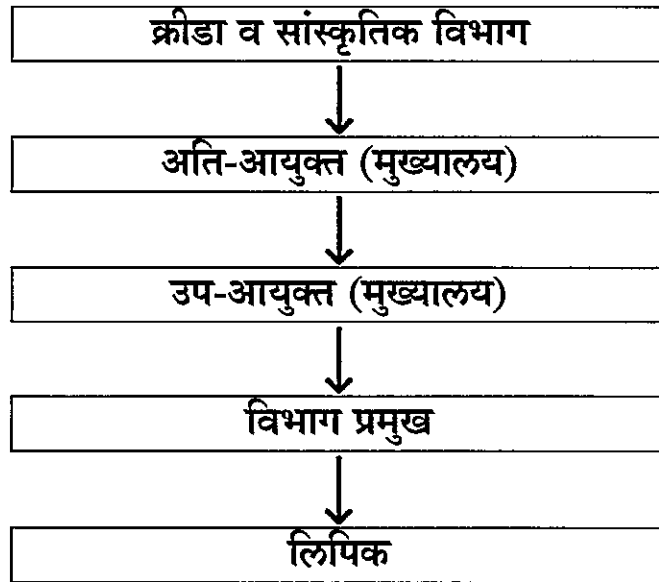 क्रीडा व सांस्कृतिक विभाग
अति-आयुक्त (मुख्यालय)
उप-आयुक्त (मुख्यालय)
विभाग प्रमुख
लिपिक